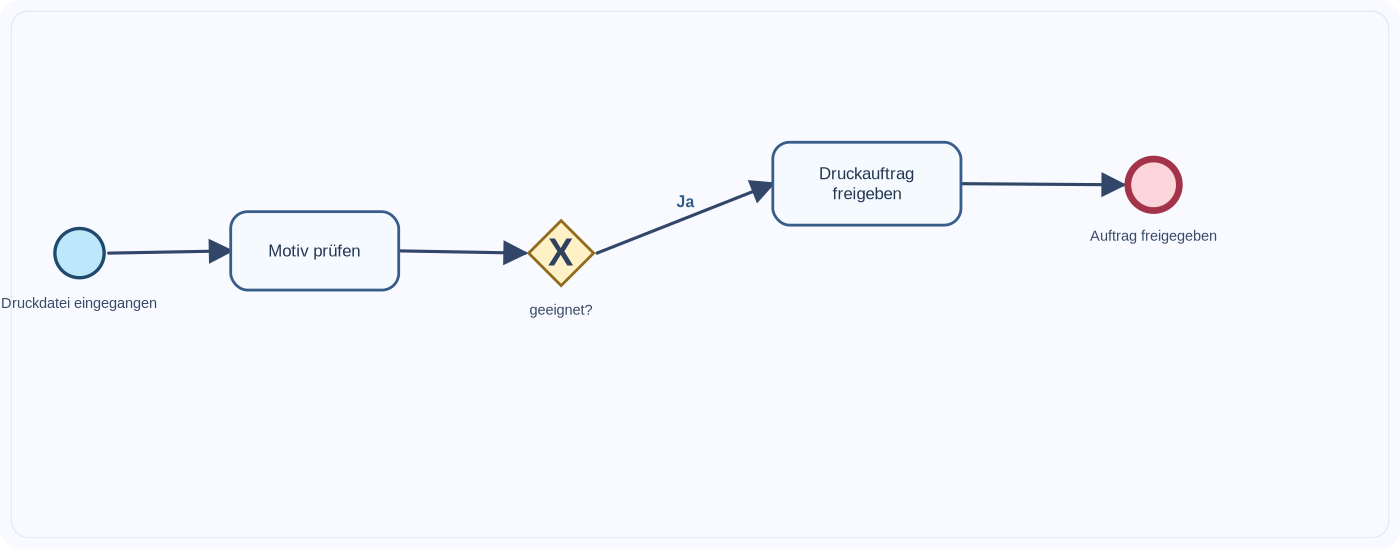 Druckdatei eingegangen
Motiv prüfen
X
geeignet?
Ja
Druckauftrag
freigeben
Auftrag freigegeben